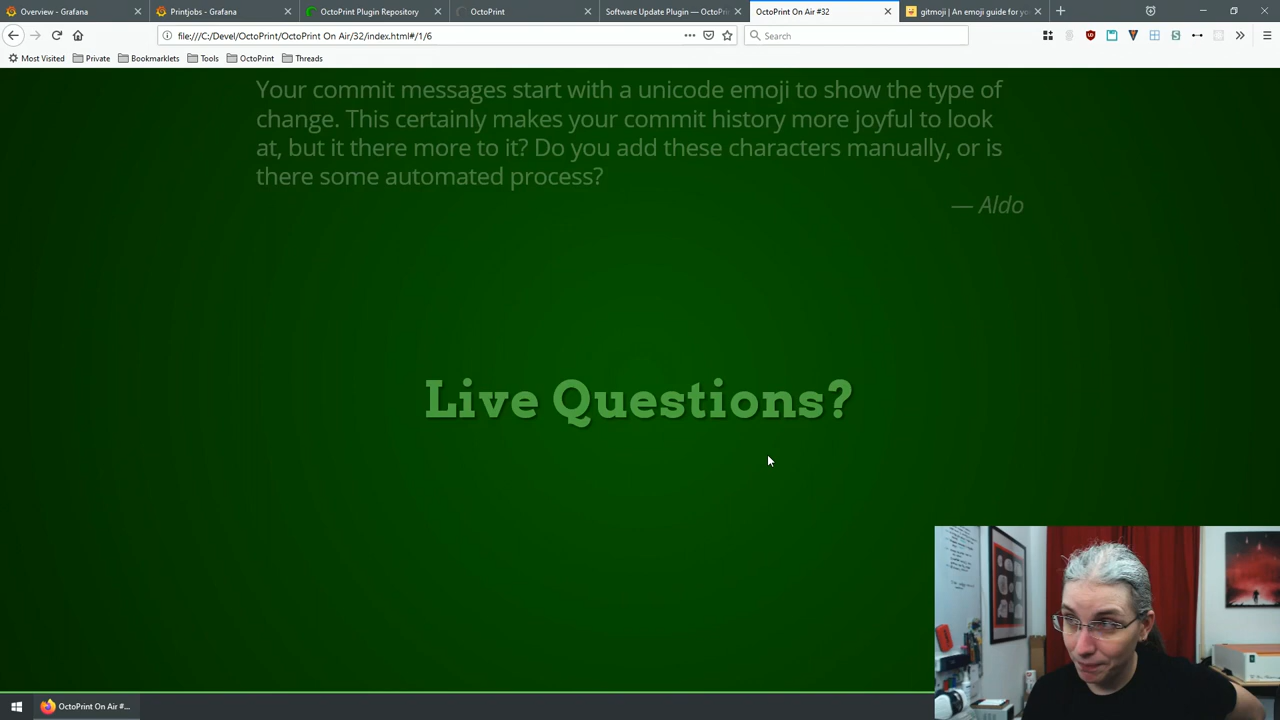 Overview - Grafana
Printjobs - Grafana
OctoPrint Plugin Repository
OctoPrint
Software Update Plugin — OctoPri
OctoPrint On Air #32
gitmoji | An emoji guide for yo
file:///C:/Devel/OctoPrint/OctoPrint On Air/32/index.html#/1/6
Search
Most Visited
Private
Bookmarklets
Tools
OctoPrint
Threads
Your commit messages start with a unicode emoji to show the type of
change. This certainly makes your commit history more joyful to look
at, but it there more to it? Do you add these characters manually, or is
there some automated process?
— Aldo
Live Questions?
OctoPrint On Air #...